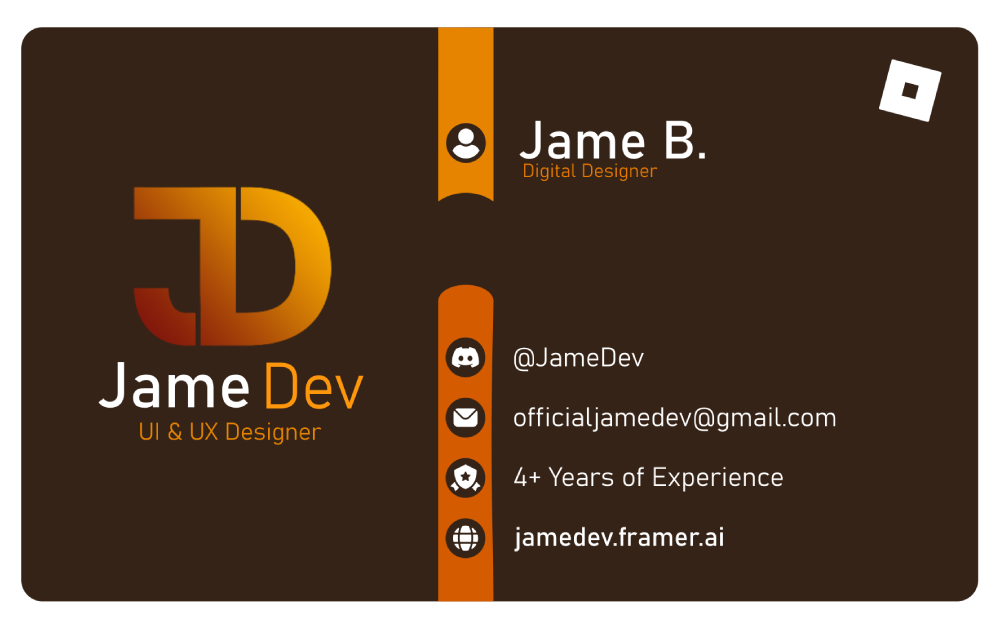 JD
Jame Dev
UI & UX Designer
Jame B.
Digital Designer
@JameDev
officialjamedev@gmail.com
4+ Years of Experience
jamedev.framer.ai